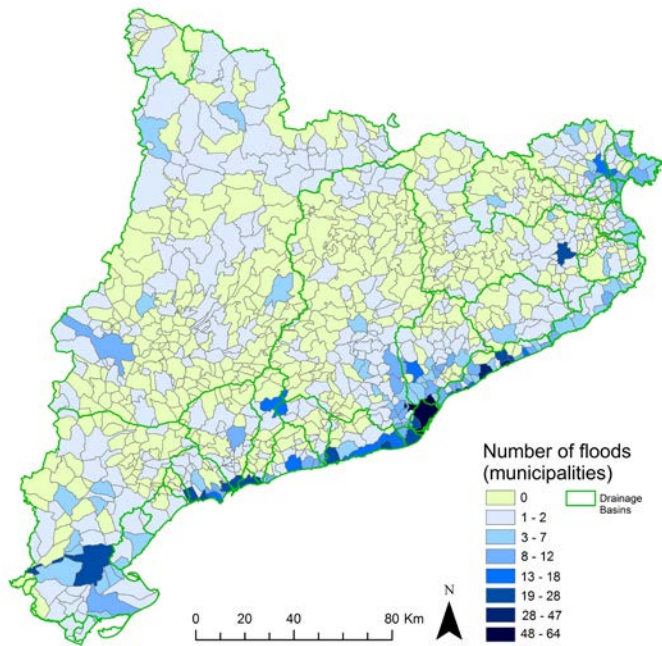 Number of floods
(municipalities)
0
1 - 2
3 - 7
8 - 12
13 - 18
19 - 28
28 - 47
48 - 64
Drainage
Basins
N
0 20 40 80 Km